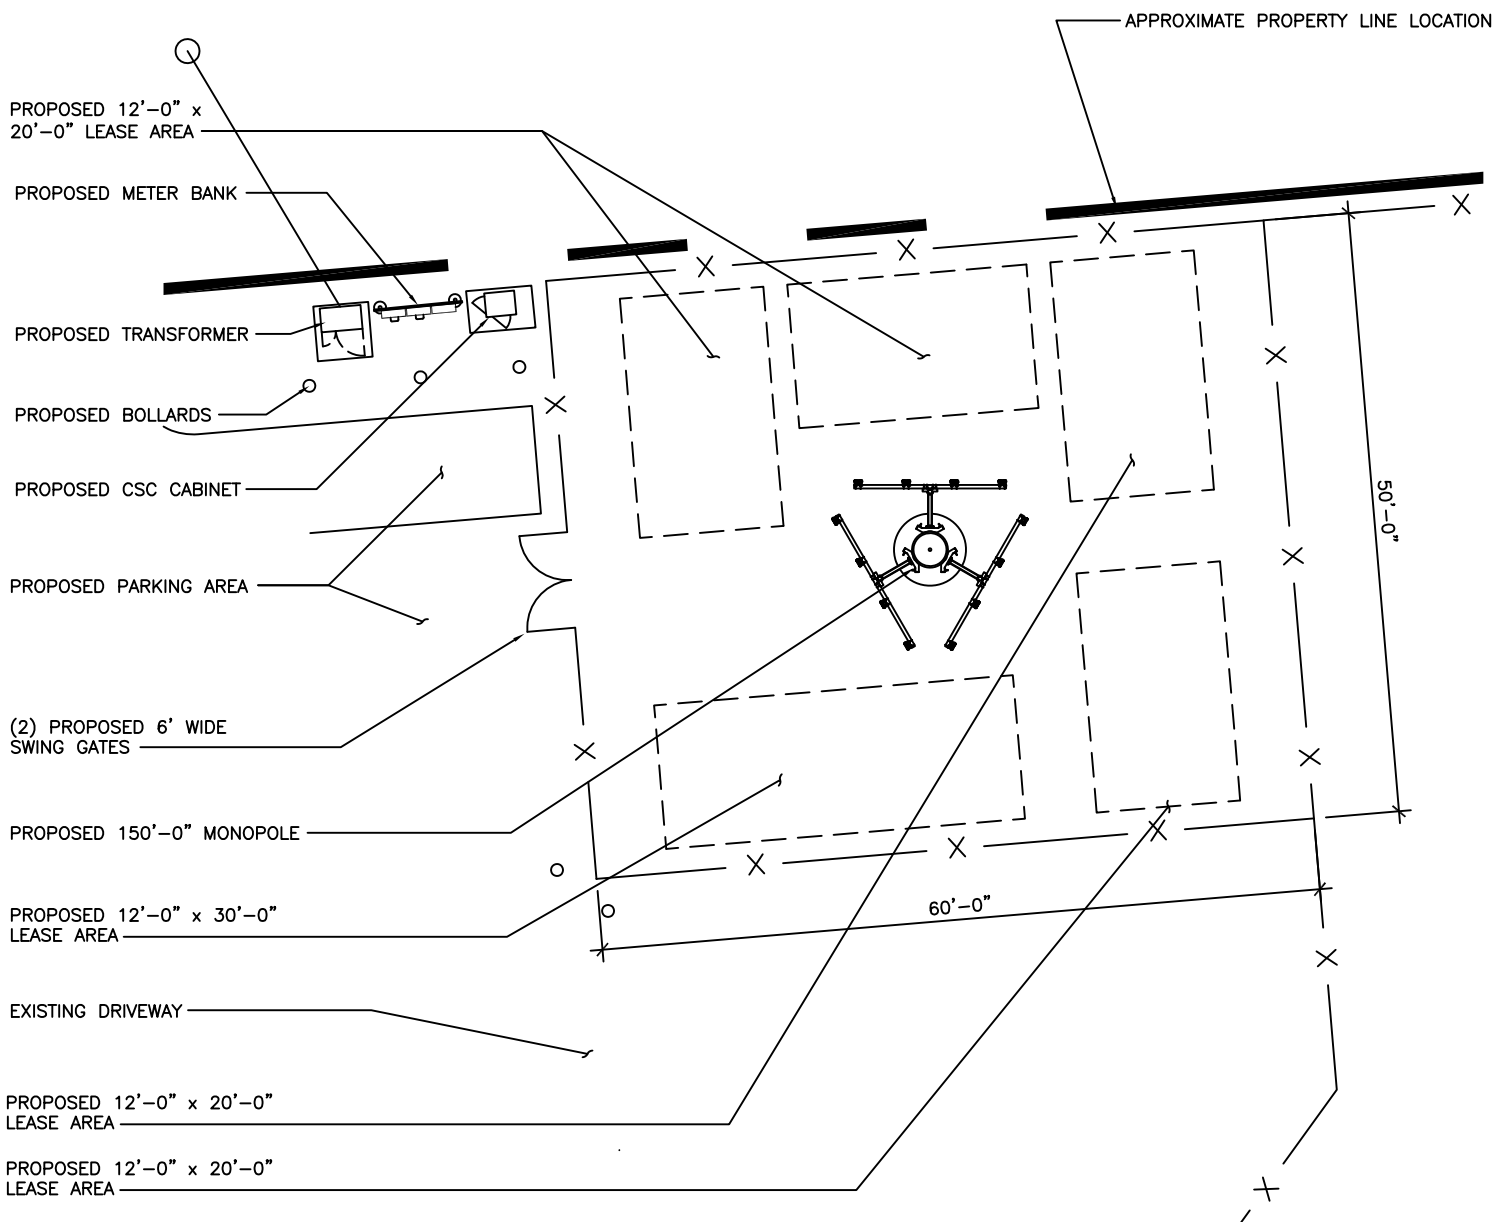 APPROXIMATE PROPERTY LINE LOCATION
PROPOSED 12'-0" x
20'-0" LEASE AREA
PROPOSED METER BANK
PROPOSED TRANSFORMER
PROPOSED BOLLARDS
PROPOSED CSC CABINET
50'-0"
PROPOSED PARKING AREA
(2) PROPOSED 6' WIDE
SWING GATES
PROPOSED 150'-0" MONOPOLE
PROPOSED 12'-0" x 30'-0"
LEASE AREA
60'-0"
EXISTING DRIVEWAY
PROPOSED 12'-0" x 20'-0"
LEASE AREA
PROPOSED 12'-0" x 20'-0"
LEASE AREA